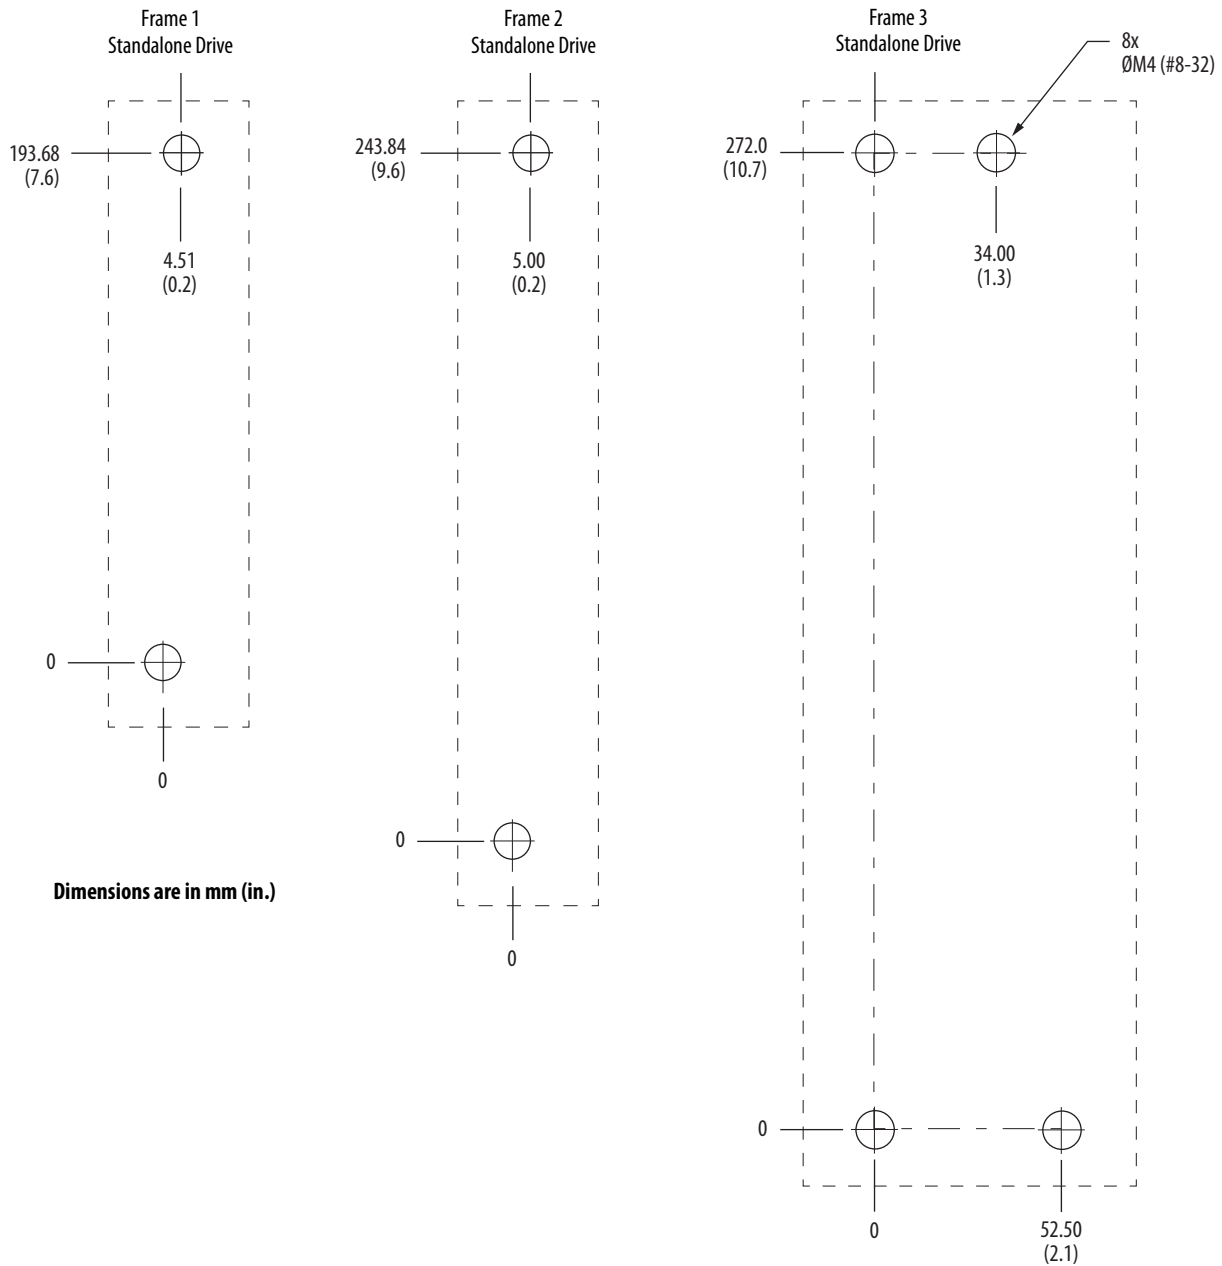 Frame 1
Standalone Drive
Frame 2
Standalone Drive
Frame 3
Standalone Drive
8x
ØM4 (#8-32)
193.68
(7.6)
243.84
(9.6)
272.0
(10.7)
4.51
(0.2)
5.00
(0.2)
34.00
(1.3)
0
0
0
Dimensions are in mm (in.)
0
0
0
52.50
(2.1)